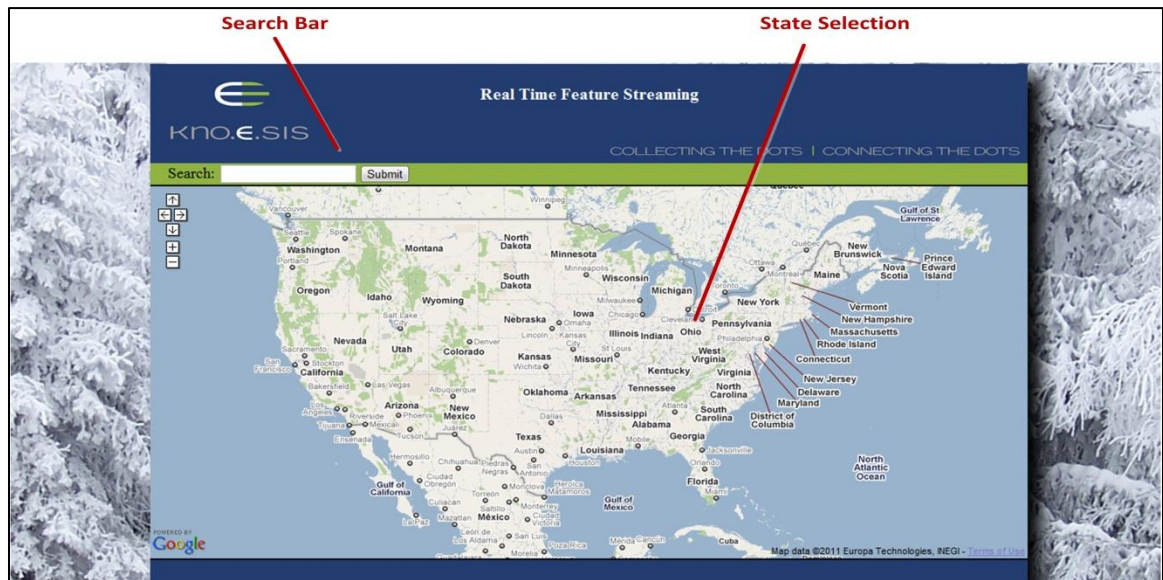 Search Bar
State Selection
Real Time Feature Streaming
kno.e.sis
COLLECTING THE DOTS | CONNECTING THE DOTS
Search:
Submit
Quebec
Winnipeg
Vancouver
Gulf of St
Lawrence
Seattle
Spokane
Washington
Montana
North
Dakota
Minnesota
Portland
Minneapolis
Ottawa
Montreal
Québec
New
Brunswick
Maine
Nova
Scotia
Prince
Edward
Island
Oregon
Idaho
Wyoming
South
Dakota
Wisconsin
Michigan
Toronto
Milwaukee
Detroit
New York
Vermont
New Hampshire
Massachusetts
Rhode Island
Connecticut
Salt Lake
City
Nebraska
Iowa
Omaha
Chicago
Cleveland
Pennsylvania
Lincoln
Kansas
City
Illinois
Indiana
Ohio
Philadelphia
Nevada
Utah
Denver
Colorado
Kansas
Wichita
St Louis
Missouri
West
Virginia
Virginia
New Jersey
Delaware
Maryland
District of
Columbia
Sacramento
San
Francisco
Stockton
California
Bakersfield
Las Vegas
Albuquerque
Kentucky
Tennessee
North
Carolina
Oklahoma
Arkansas
Los
Angeles
Riverside
Arizona
Phoenix
New
Mexico
Dallas
Mississippi
Alabama
Atlanta
South
Carolina
Tijuana
Mexicali
Tucson
Juarez
Ensenada
Texas
Austin
San
Antonio
Houston
Louisiana
Mobile
Georgia
Jacksonville
Orlando
Florida
Miami
North
Atlantic
Ocean
Hermosillo
Chihuahua
Piedras
Negras
Ciudad
Obregón
Gulf of
California
Monclova
Heroica
Matamoros
Torreón
Monterrey
Culiacan
Saltillo
Gulf of
Mexico
La Paz
Mazatlan
México
Ciudad
Victoria
León de
Los Aldama
San Luis
Poza Rica
Morelia
Merida
Cancún
Cuba
POWERED BY
Google
Map data ©2011 Europa Technologies, INEGI - Terms of Use